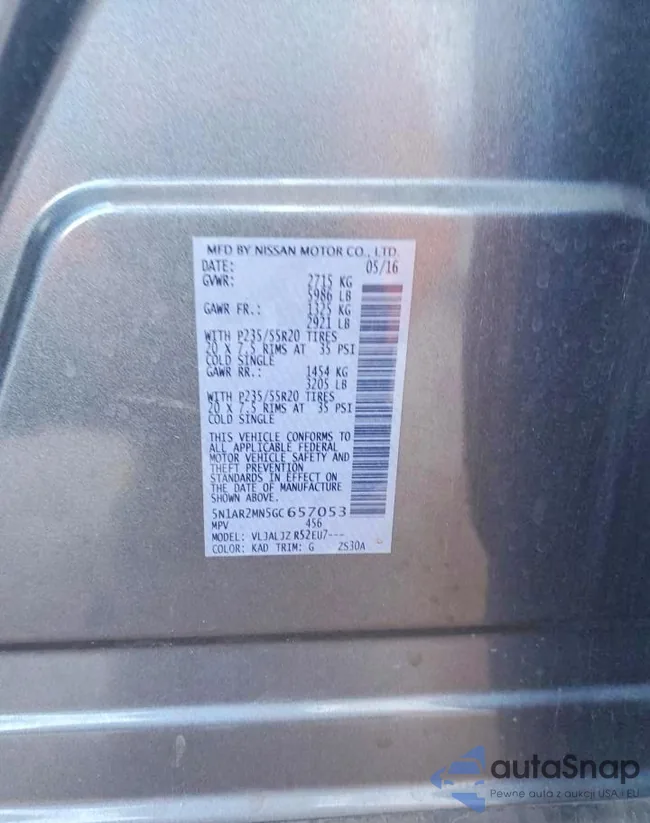 MFD BY NISSAN MOTOR CO., LTD.
DATE: 05/16
GVWR: 2715 KG
5986 LB
GAWR FR.: 1325 KG
2921 LB
WITH P235/55R20 TIRES
20 X 7.5 RIMS AT 35 PSI
COLD SINGLE
GAWR RR.: 1454 KG
3205 LB
WITH P235/55R20 TIRES
20 X 7.5 RIMS AT 35 PSI
COLD SINGLE
THIS VEHICLE CONFORMS TO
ALL APPLICABLE FEDERAL
MOTOR VEHICLE SAFETY AND
THEFT PREVENTION
STANDARDS IN EFFECT ON
THE DATE OF MANUFACTURE
SHOWN ABOVE.
5N1AR2MN5GC 657053
MPV 456
MODEL: VLJALJZ R52EU7---
COLOR: KAD TRIM: G ZS30A
autaSnap
Pewne auta z aukcji USA i EU